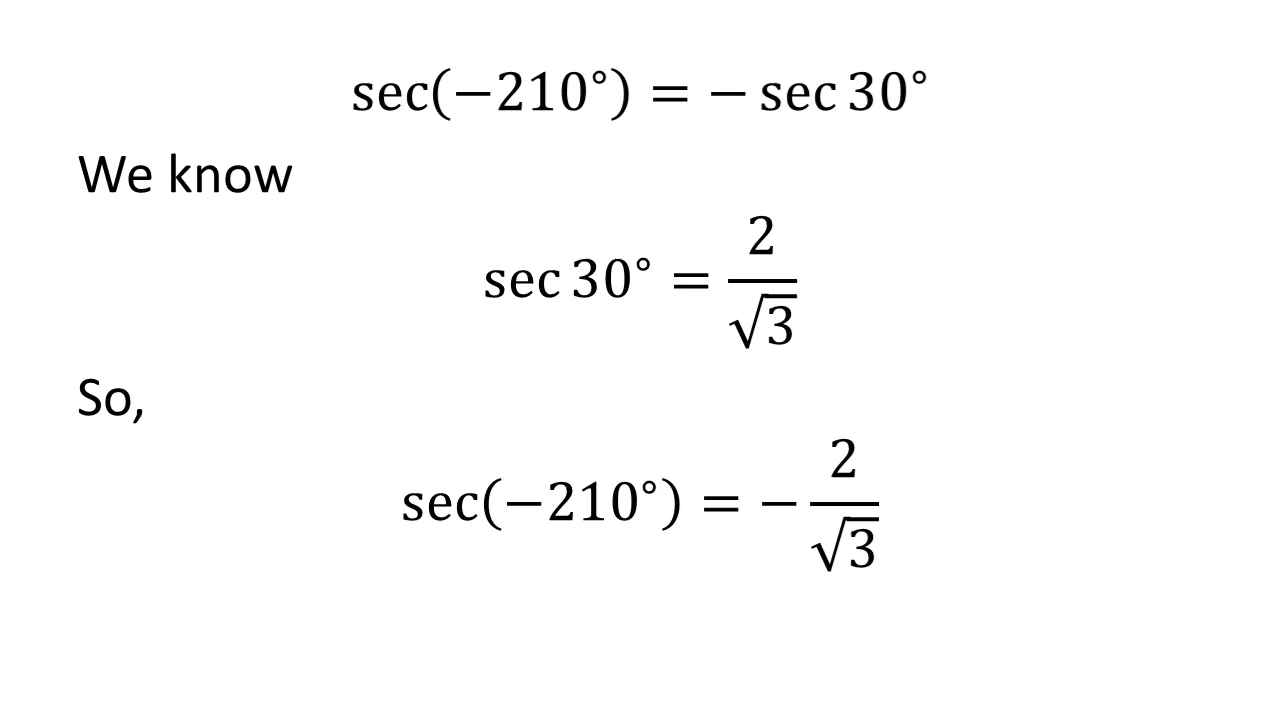 sec(−210°) = − sec 30°
We know
sec 30° = 2/√3
So,
sec(−210°) = − 2/√3